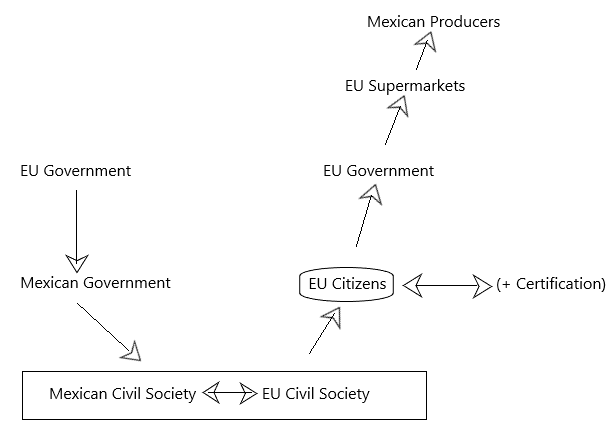 Mexican Producers
EU Supermarkets
EU Government
EU Government
Mexican Government
EU Citizens
(+ Certification)
Mexican Civil Society
EU Civil Society